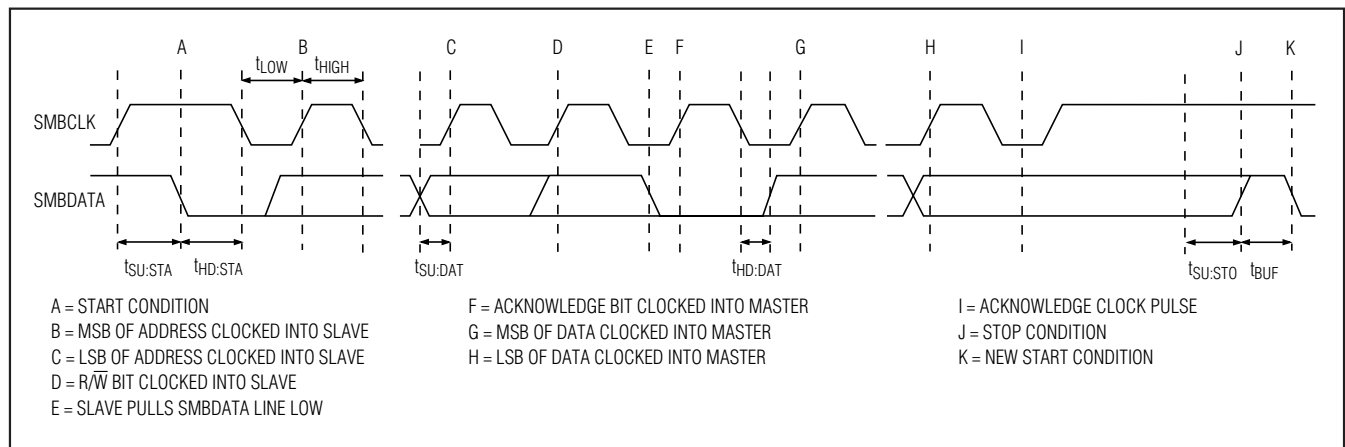 A B C D E F G H I J K
tLOW tHIGH
SMBCLK
SMBDATA
tSU:STA tHD:STA tSU:DAT tHD:DAT tSU:STO tBUF
A = START CONDITION
B = MSB OF ADDRESS CLOCKED INTO SLAVE
C = LSB OF ADDRESS CLOCKED INTO SLAVE
D = R/W̅ BIT CLOCKED INTO SLAVE
E = SLAVE PULLS SMBDATA LINE LOW
F = ACKNOWLEDGE BIT CLOCKED INTO MASTER
G = MSB OF DATA CLOCKED INTO MASTER
H = LSB OF DATA CLOCKED INTO MASTER
I = ACKNOWLEDGE CLOCK PULSE
J = STOP CONDITION
K = NEW START CONDITION